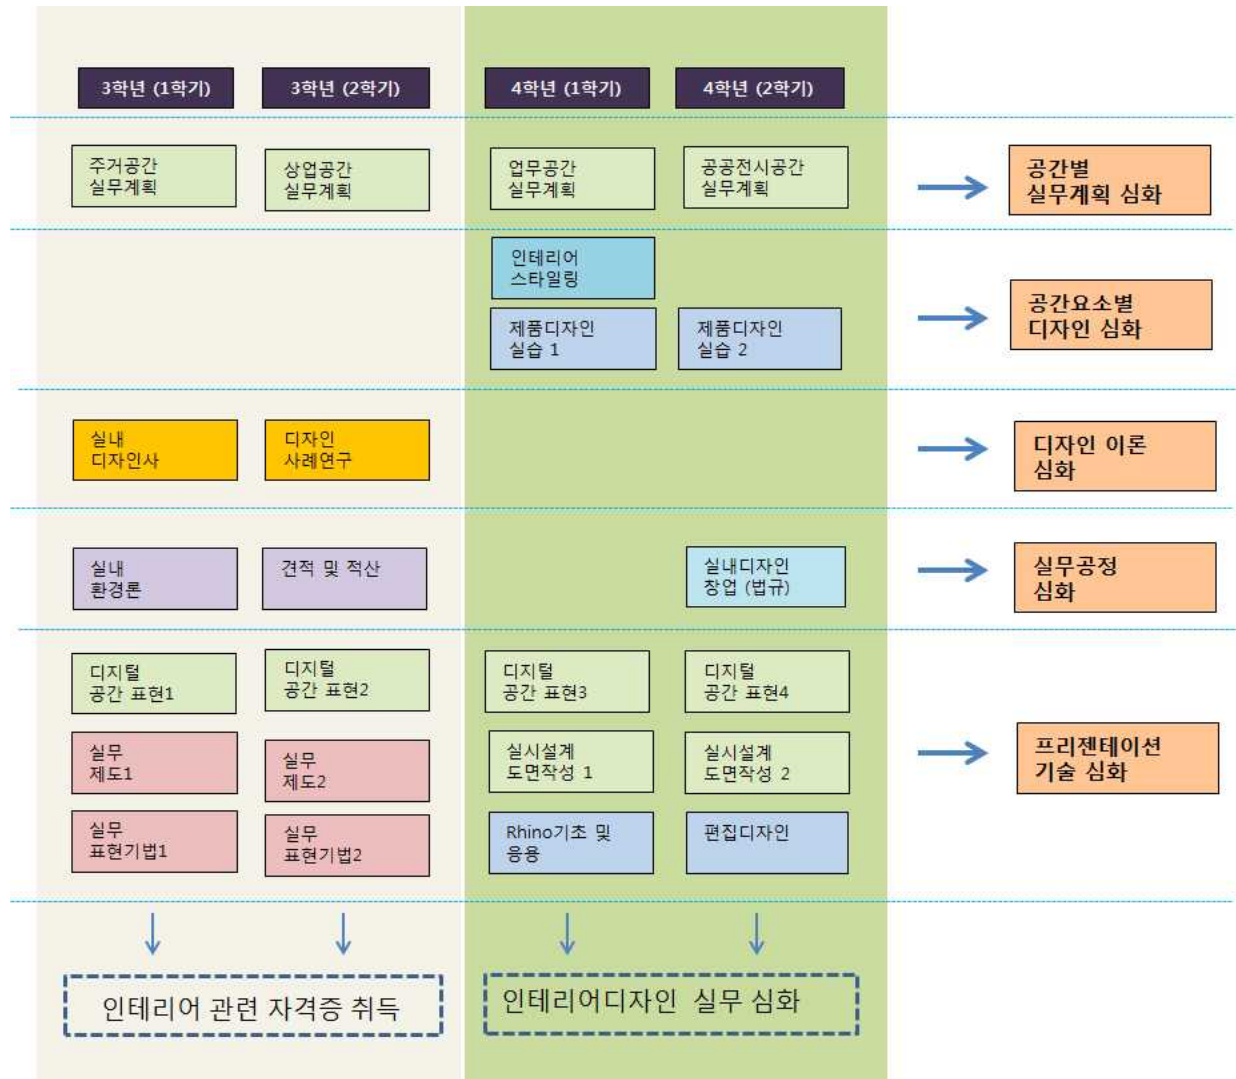 3학년 (1학기)
3학년 (2학기)
4학년 (1학기)
4학년 (2학기)
주거공간
실무계획
상업공간
실무계획
업무공간
실무계획
공공전시공간
실무계획
공간별
실무계획 심화
인테리어
스타일링
제품디자인
실습 1
제품디자인
실습 2
공간요소별
디자인 심화
실내
디자인사
디자인
사례연구
디자인 이론
심화
실내
환경론
견적 및 적산
실내디자인
창업 (법규)
실무공정
심화
디지털
공간 표현1
디지털
공간 표현2
디지털
공간 표현3
디지털
공간 표현4
실무
제도1
실무
제도2
실시설계
도면작성 1
실시설계
도면작성 2
프리젠테이션
기술 심화
실무
표현기법1
실무
표현기법2
Rhino기초 및
응용
편집디자인
인테리어 관련 자격증 취득
인테리어디자인 실무 심화